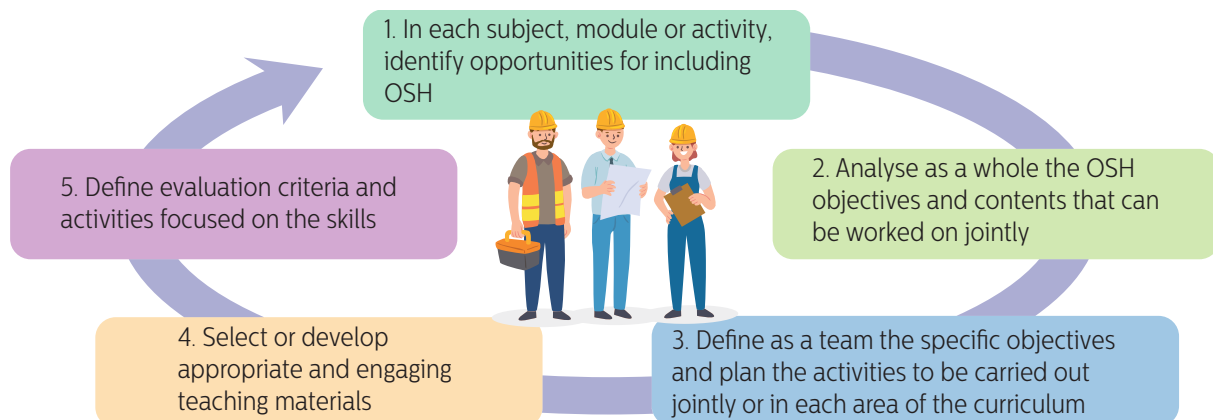 1. In each subject, module or activity,
identify opportunities for including
OSH
2. Analyse as a whole the OSH
objectives and contents that can
be worked on jointly
3. Define as a team the specific objectives
and plan the activities to be carried out
jointly or in each area of the curriculum
4. Select or develop
appropriate and engaging
teaching materials
5. Define evaluation criteria and
activities focused on the skills